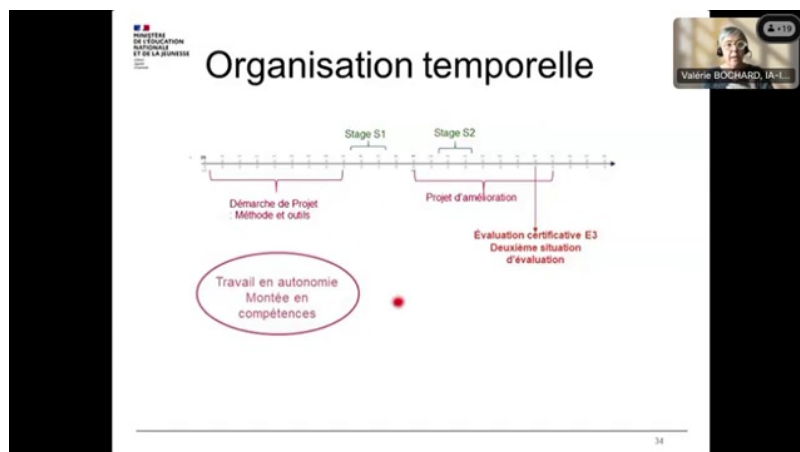 MINISTÈRE
DE L'ÉDUCATION
NATIONALE
ET DE LA JEUNESSE
Organisation temporelle
+19
Valérie BOCHARD, IA-I...
Stage S1
Stage S2
Démarche de Projet
: Méthode et outils
Projet d'amélioration
Évaluation certificative E3
Deuxième situation
d'évaluation
Travail en autonomie
Montée en
compétences
34